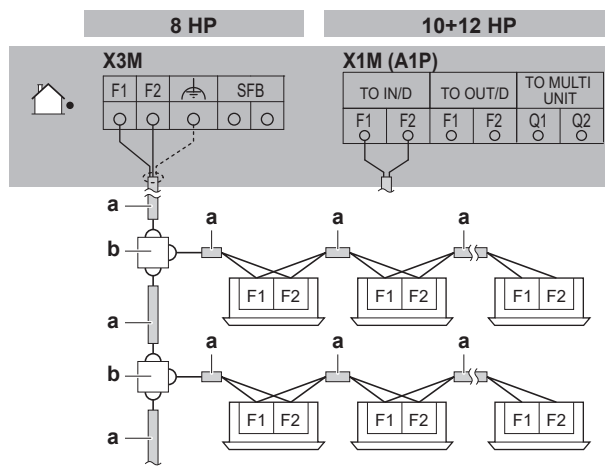 8 HP
10+12 HP
X3M
X1M (A1P)
F1 F2 SFB
TO IN/D TO OUT/D TO MULTI UNIT
F1 F2 F1 F2 Q1 Q2
a
b
a a a
F1 F2 F1 F2 F1 F2
a
b
a a a
F1 F2 F1 F2 F1 F2
a